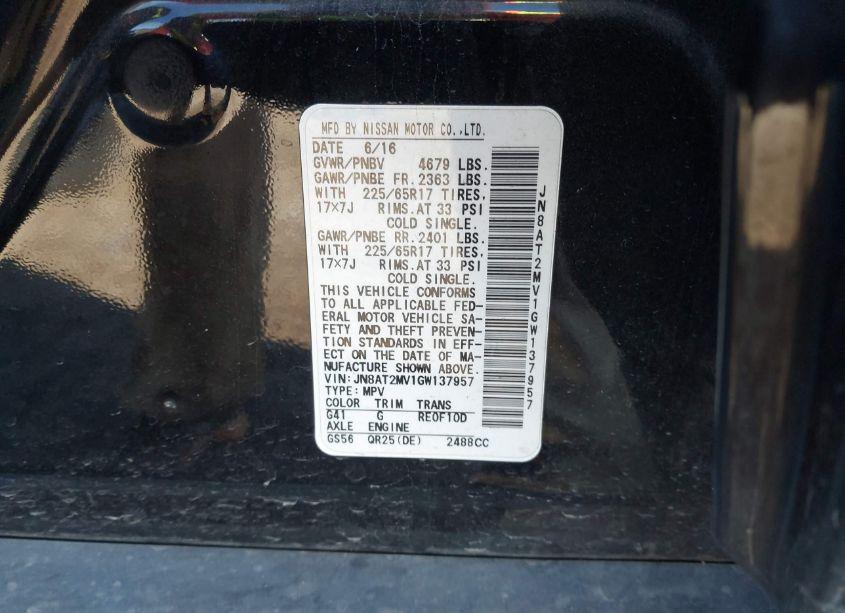 MFD BY NISSAN MOTOR CO.,LTD.
DATE 6/16
GVWR/PNBV 4679 LBS.
GAWR/PNBE FR. 2363 LBS.
WITH 225/65R17 TIRES,
17×7J RIMS.AT 33 PSI
COLD SINGLE.
GAWR/PNBE RR. 2401 LBS.
WITH 225/65R17 TIRES,
17×7J RIMS.AT 33 PSI
COLD SINGLE.
THIS VEHICLE CONFORMS
TO ALL APPLICABLE FED-
ERAL MOTOR VEHICLE SA-
FETY AND THEFT PREVEN-
TION STANDARDS IN EFF-
ECT ON THE DATE OF MA-
NUFACTURE SHOWN ABOVE.
VIN:JN8AT2MV1GW137957
TYPE: MPV
COLOR TRIM TRANS
G41 G RE0F10D
AXLE ENGINE
GS56 QR25(DE) 2488CC
JN8AT2MV1GW137957